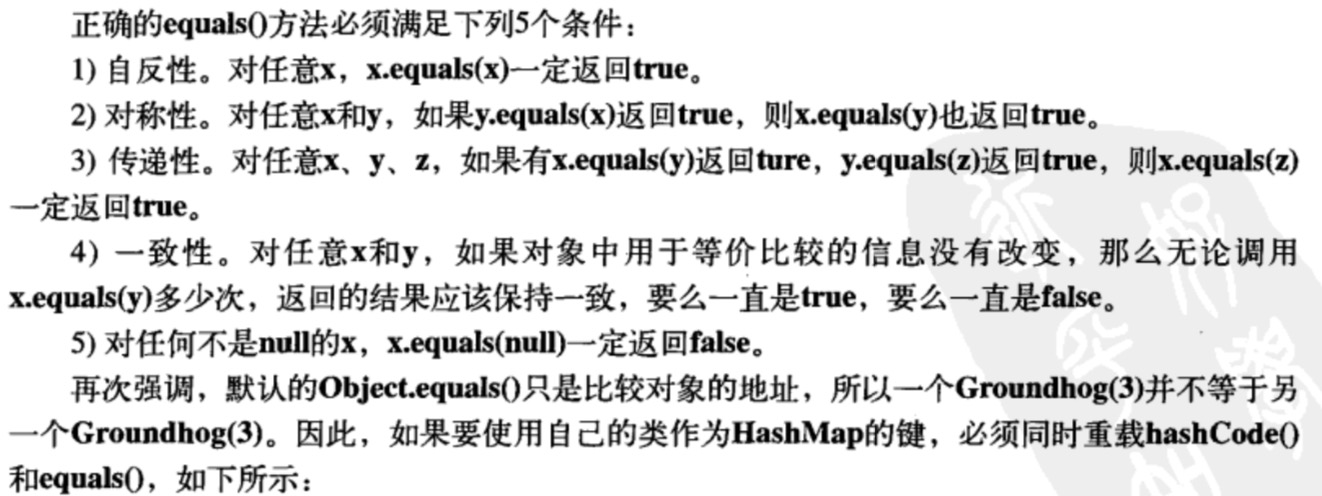 正确的equals()方法必须满足下列5个条件：
1) 自反性。对任意x，x.equals(x)一定返回true。
2) 对称性。对任意x和y，如果y.equals(x)返回true，则x.equals(y)也返回true。
3) 传递性。对任意x、y、z，如果有x.equals(y)返回ture，y.equals(z)返回true，则x.equals(z)
一定返回true。
4) 一致性。对任意x和y，如果对象中用于等价比较的信息没有改变，那么无论调用
x.equals(y)多少次，返回的结果应该保持一致，要么一直是true，要么一直是false。
5) 对任何不是null的x，x.equals(null)一定返回false。
再次强调，默认的Object.equals()只是比较对象的地址，所以一个Groundhog(3)并不等于另
一个Groundhog(3)。因此，如果要使用自己的类作为HashMap的键，必须同时重载hashCode()
和equals()，如下所示：